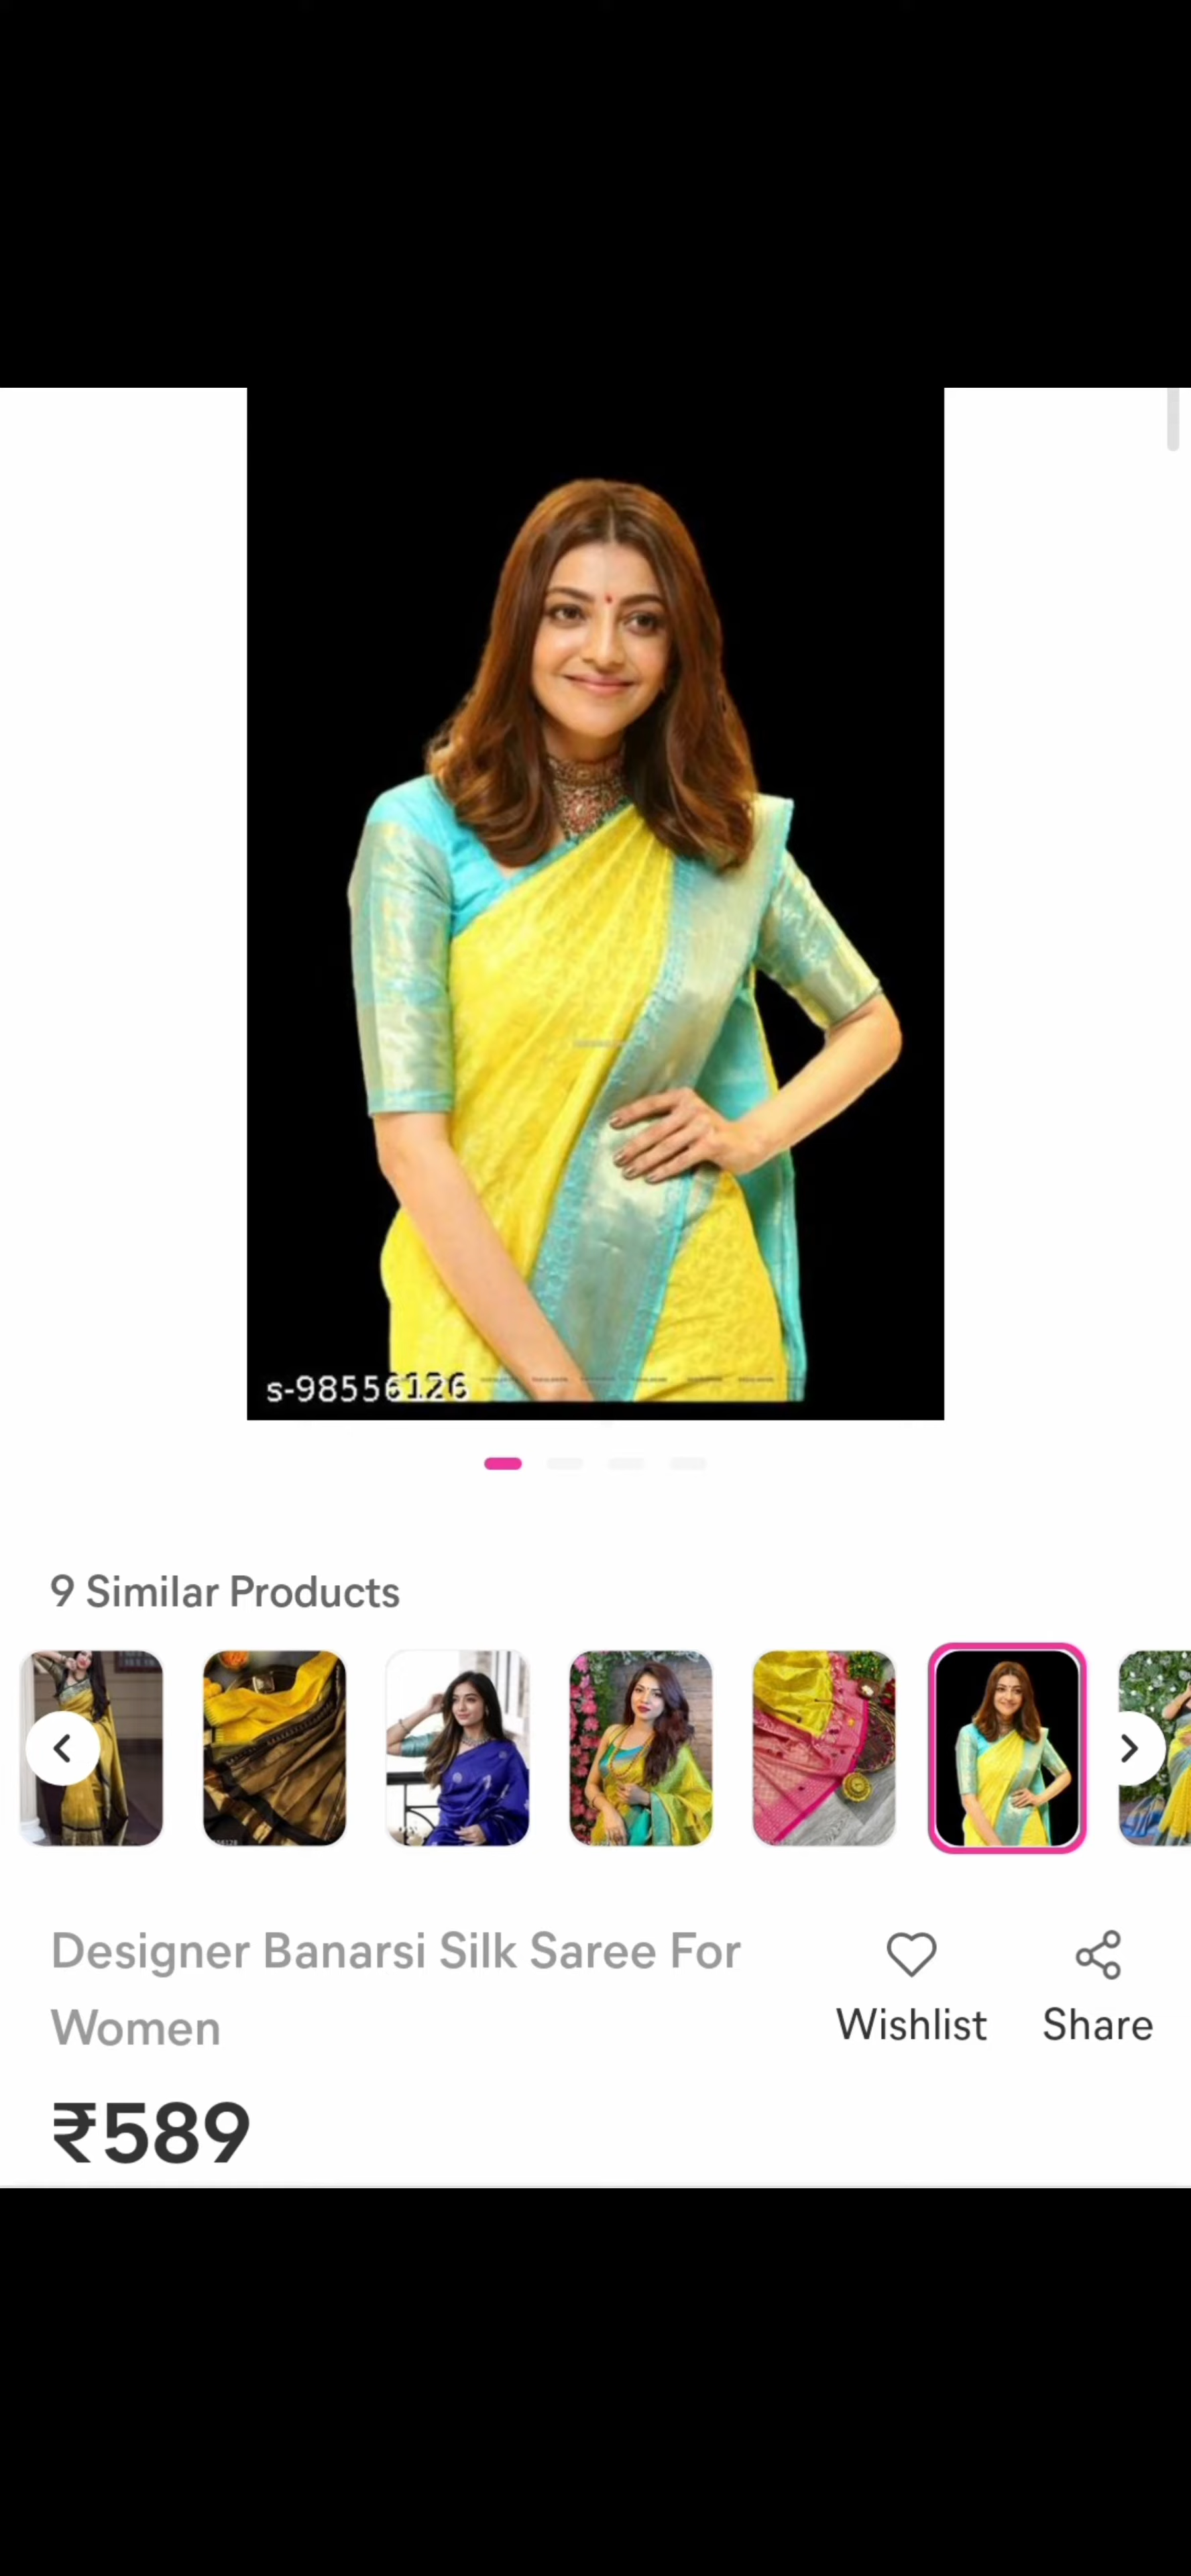 s-98556126
9 Similar Products
Designer Banarsi Silk Saree For
Women
Wishlist
Share
₹589